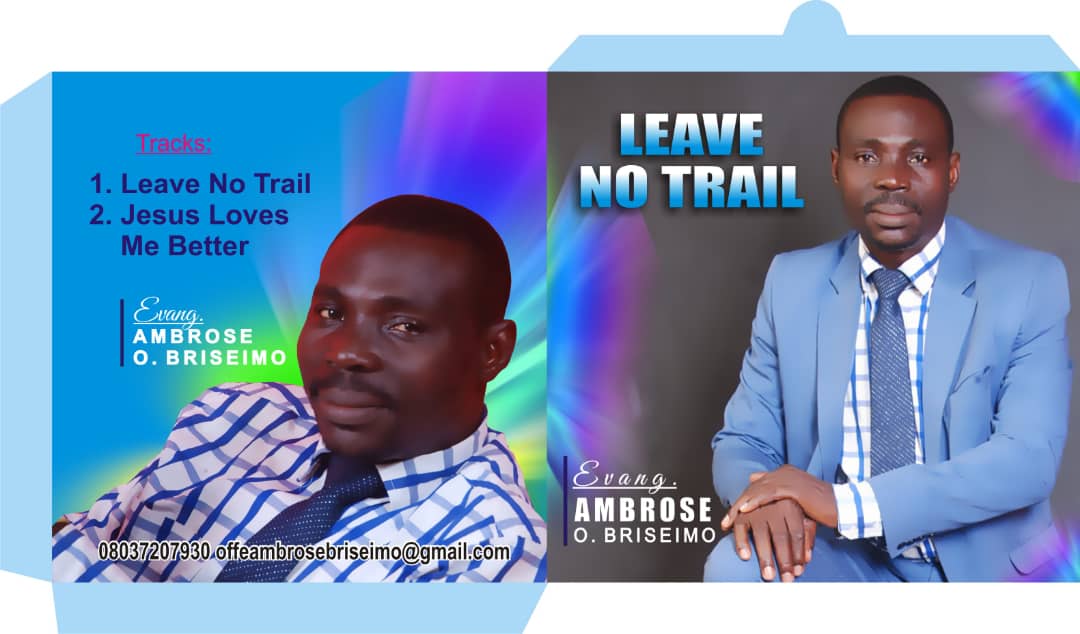 Tracks:
1. Leave No Trail
2. Jesus Loves
Me Better
Evang.
AMBROSE
O. BRISEIMO
08037207930 offeambrosebriseimo@gmail.com
LEAVE
NO TRAIL
Evang.
AMBROSE
O. BRISEIMO